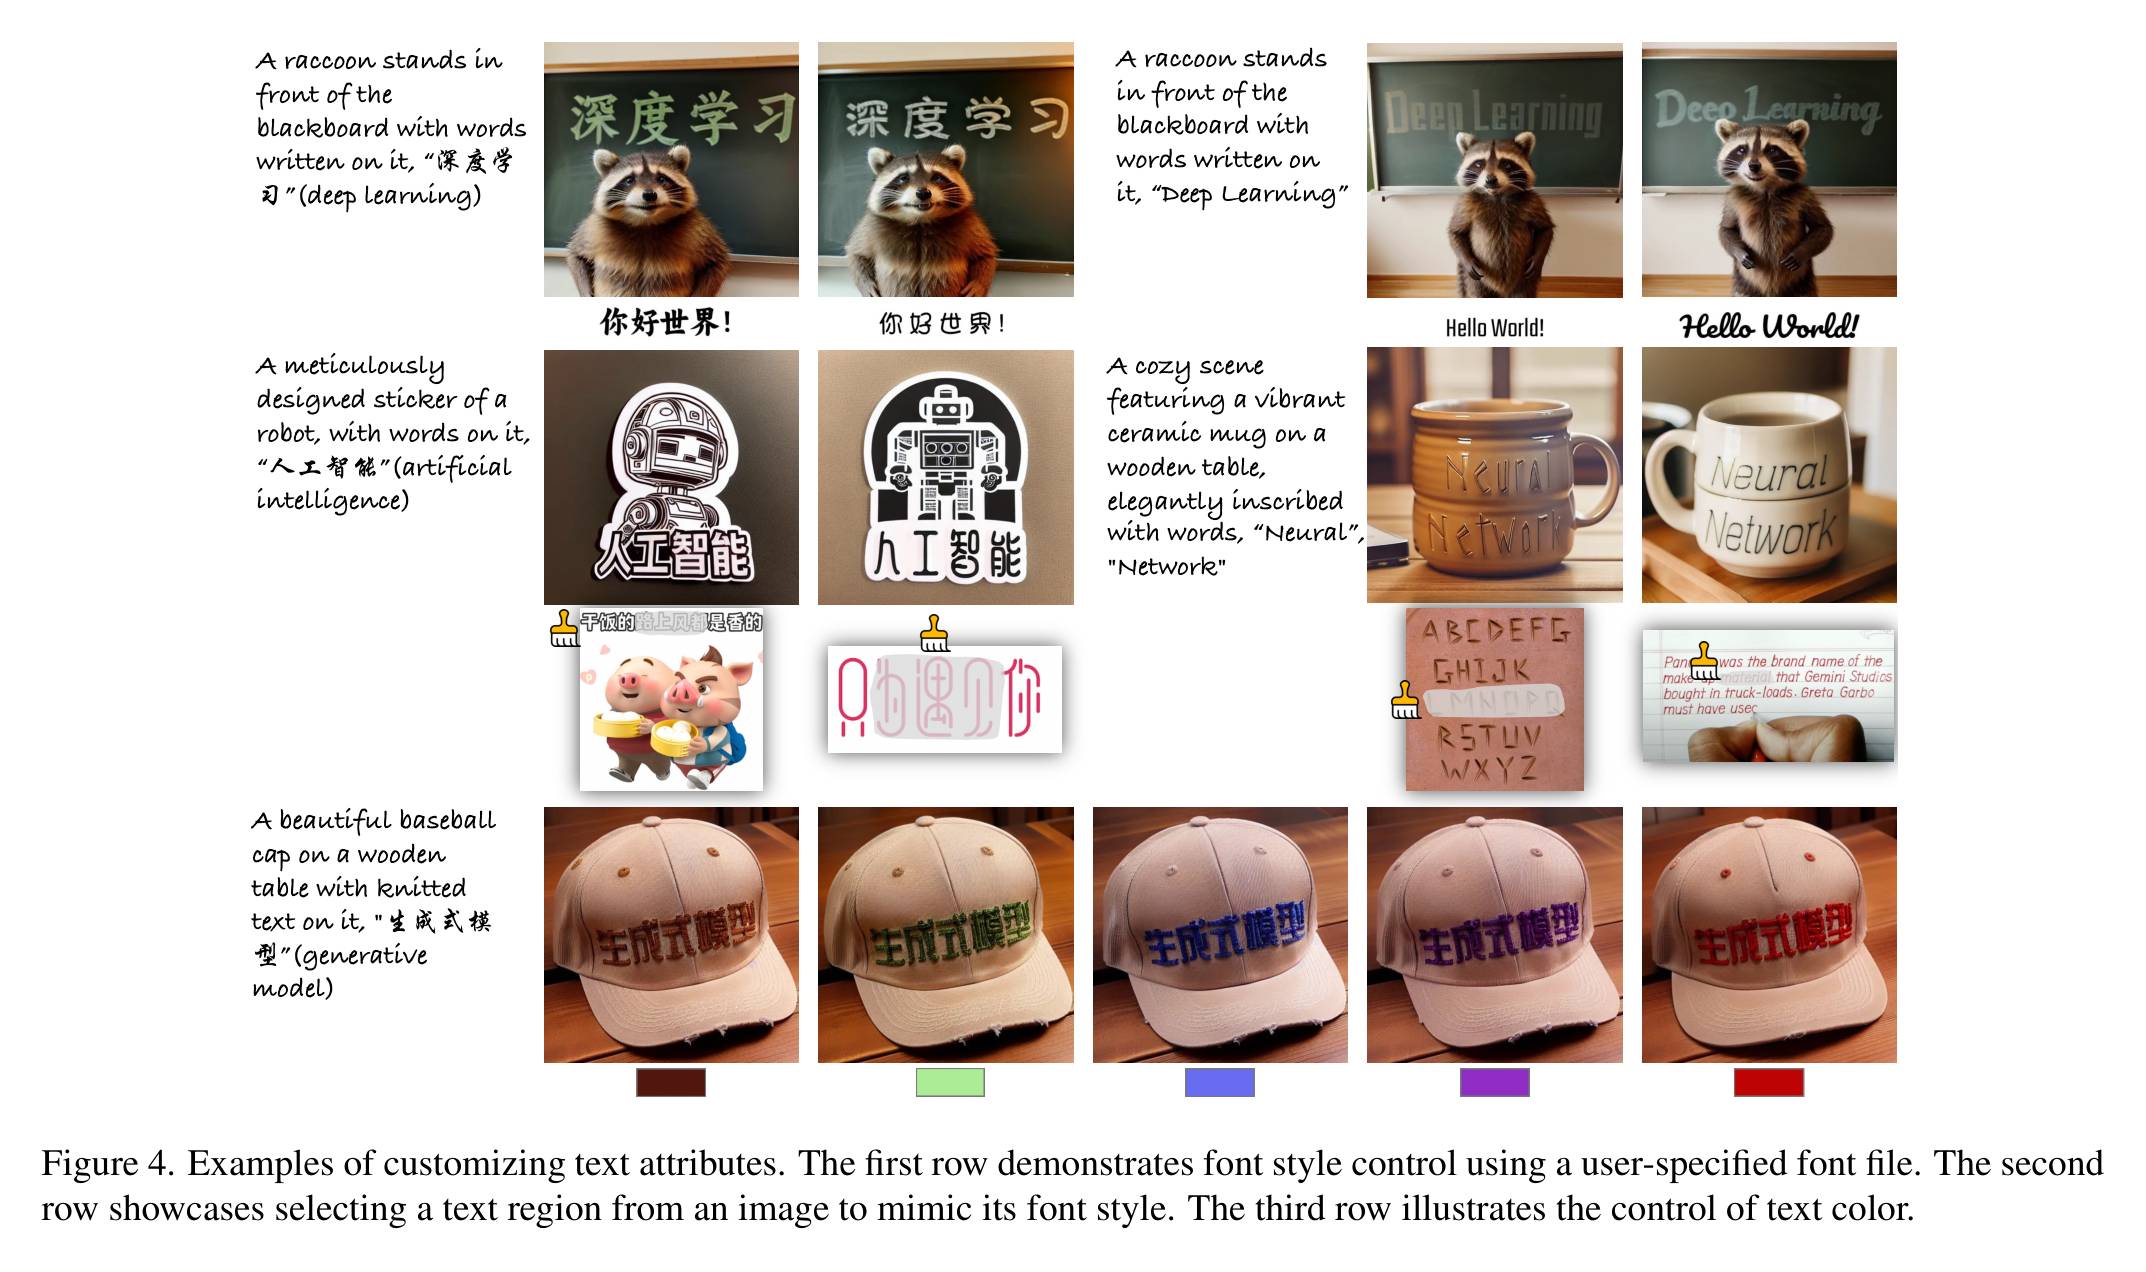 A raccoon stands in
front of the
blackboard with words
written on it, “深度学
习”(deep learning)
深度学习
深度学习
A raccoon stands
in front of the
blackboard with
words written on
it, “Deep Learning”
Deep Learning
Deep Learning
你好世界!
你好世界!
Hello World!
Hello World!
A meticulously
designed sticker of a
robot, with words on it,
“人工智能”(artificial
intelligence)
人工智能
人工智能
A cozy scene
featuring a vibrant
ceramic mug on a
wooden table,
elegantly inscribed
with words, “Neural”,
"Network"
Neural
Network
Neural
Network
干饭的路上风都是香的
只为遇见你
ABCDEFG
GHIJK
LMNOPQ
RSTUV
WXYZ
was the brand name of the
material that Gemini Studios
bought in truck-loads. Greta Garbo
must have used
A beautiful baseball
cap on a wooden
table with knitted
text on it, "生成式模
型”(generative
model)
生成式模型
生成式模型
生成式模型
生成式模型
生成式模型
Figure 4. Examples of customizing text attributes. The first row demonstrates font style control using a user-specified font file. The second
row showcases selecting a text region from an image to mimic its font style. The third row illustrates the control of text color.